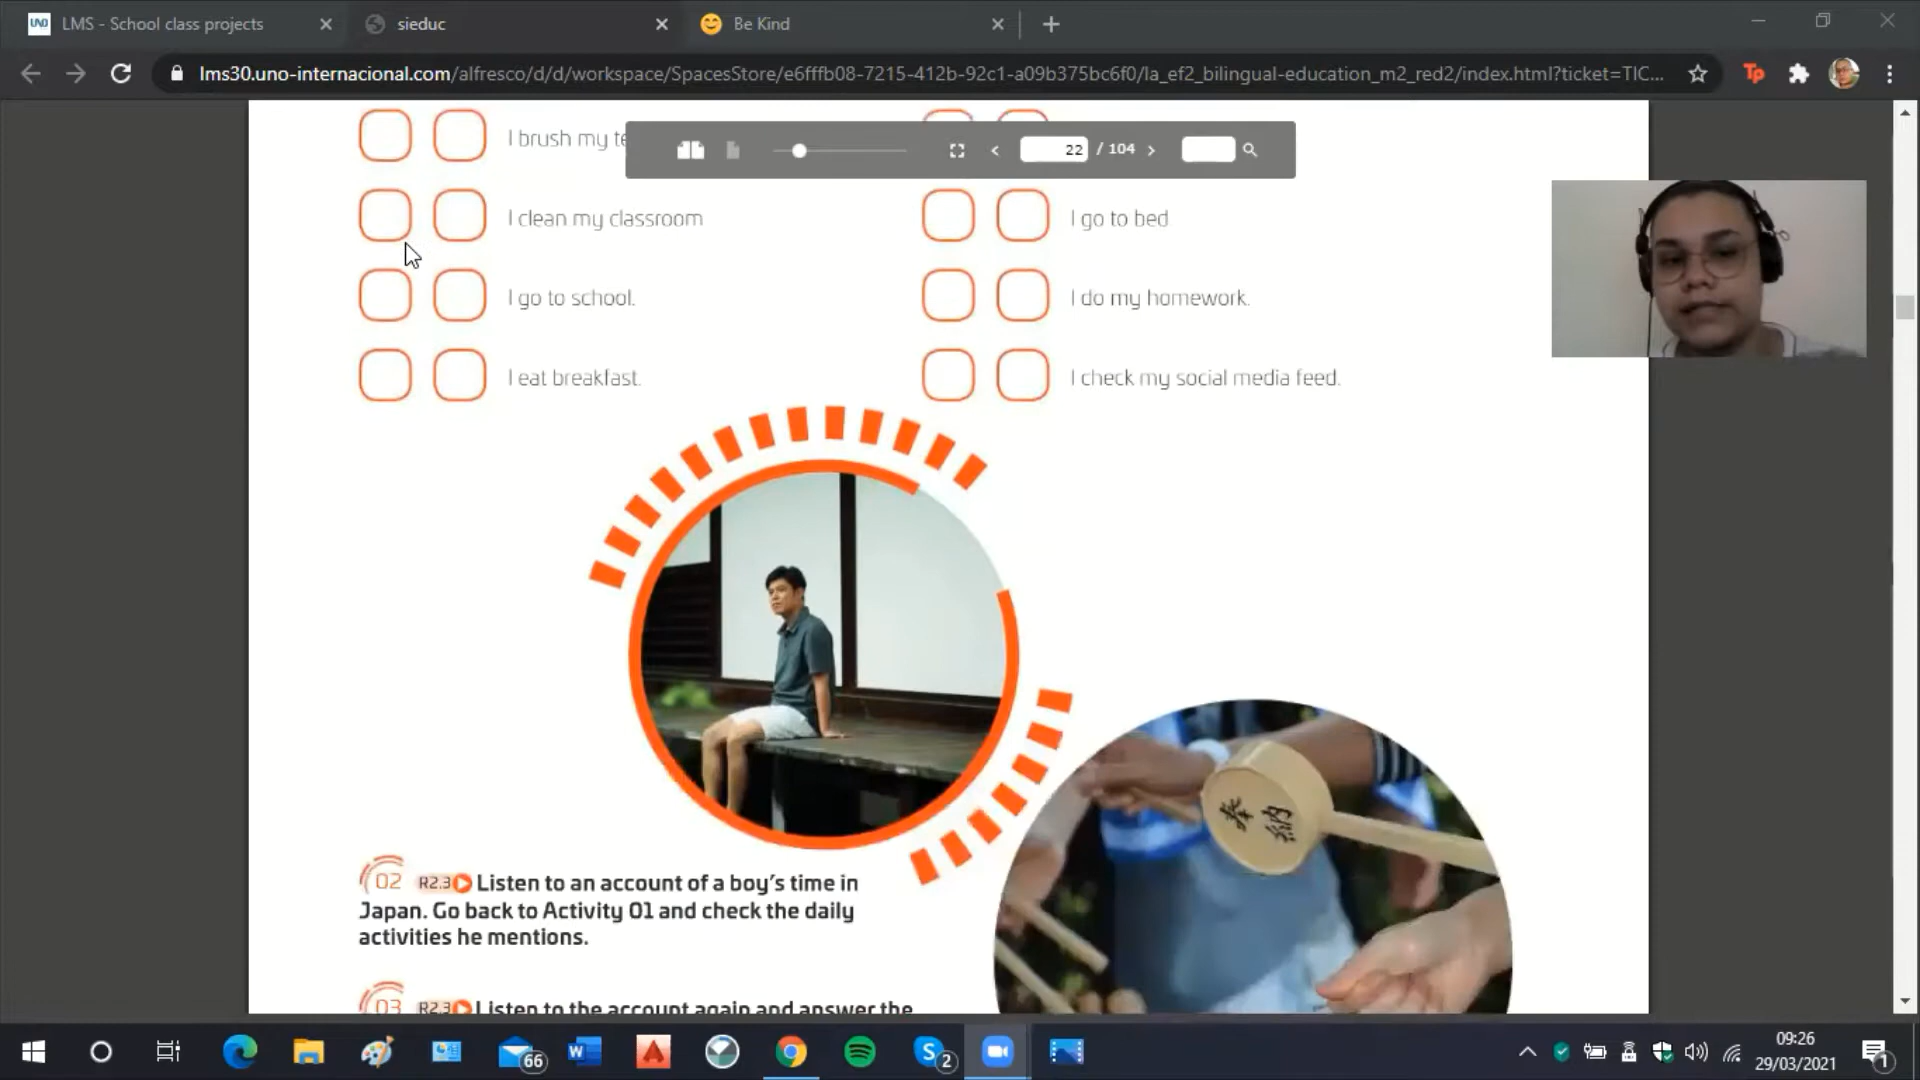 LMS - School class projects
sieduc
Be Kind
lms30.uno-internacional.com/alfresco/d/d/workspace/SpacesStore/e6fffb08-7215-412b-92c1-a09b375bc6f0/la_ef2_bilingual-education_m2_red2/index.html?ticket=TIC...
Tp
I brush my te
22 / 104
I clean my classroom
I go to bed
I go to school.
I do my homework.
I eat breakfast.
I check my social media feed.
奉納
02 R2.3 Listen to an account of a boy's time in
Japan. Go back to Activity 01 and check the daily
activities he mentions.
03 R2.3 Listen to the account again and answer the
66
2
09:26
29/03/2021
1